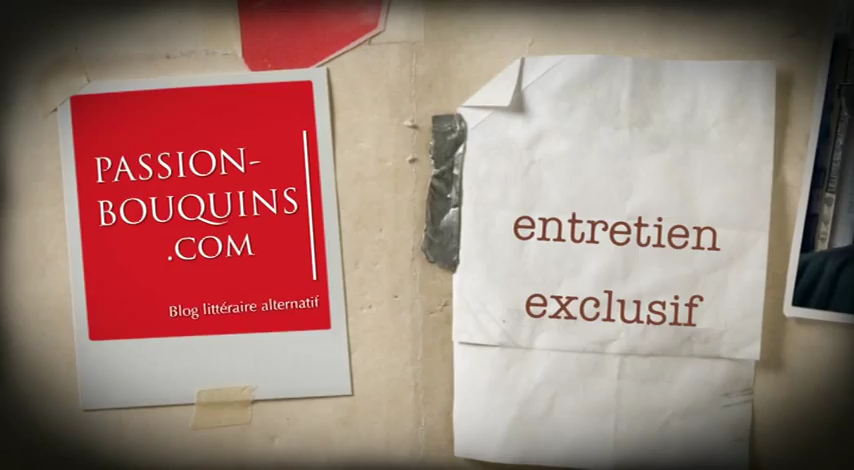 PASSION-
BOUQUINS
.COM
Blog littéraire alternatif
entretien
exclusif